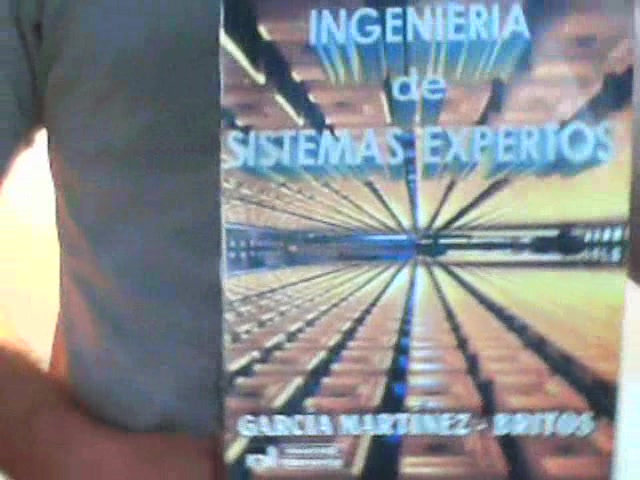 INGENIERIA
de
SISTEMAS EXPERTOS
GARCIA MARTINEZ - BRITOS